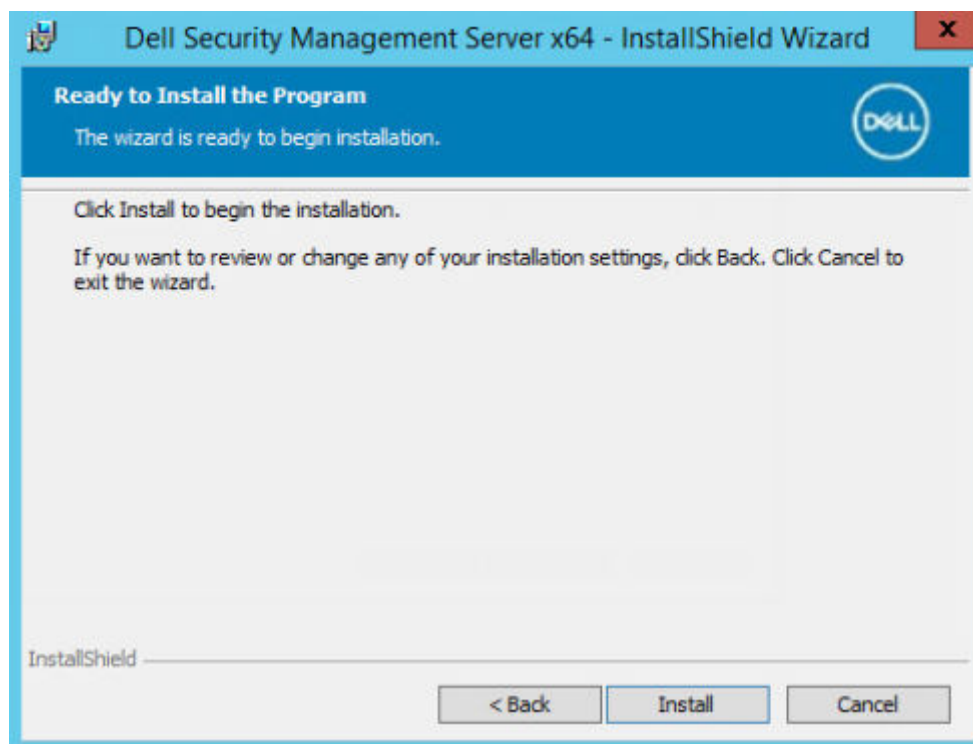 Dell Security Management Server x64 - InstallShield Wizard
x
Ready to Install the Program
The wizard is ready to begin installation.
DELL
Click Install to begin the installation.
If you want to review or change any of your installation settings, click Back. Click Cancel to
exit the wizard.
InstallShield
< Back
Install
Cancel